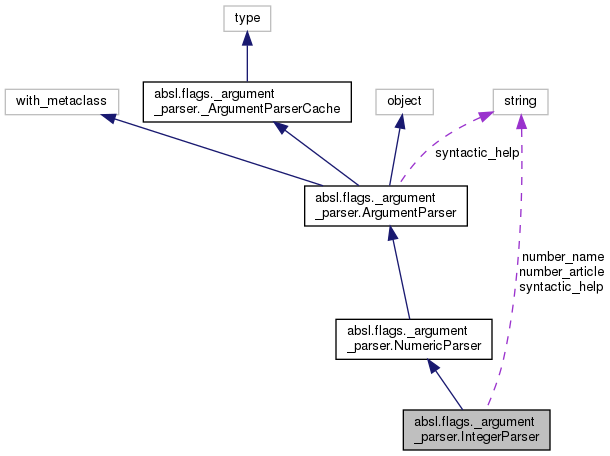 type
absl.flags._argument
_parser._ArgumentParserCache
with_metaclass
object
string
syntactic_help
absl.flags._argument
_parser.ArgumentParser
number_name
number_article
syntactic_help
absl.flags._argument
_parser.NumericParser
absl.flags._argument
_parser.IntegerParser